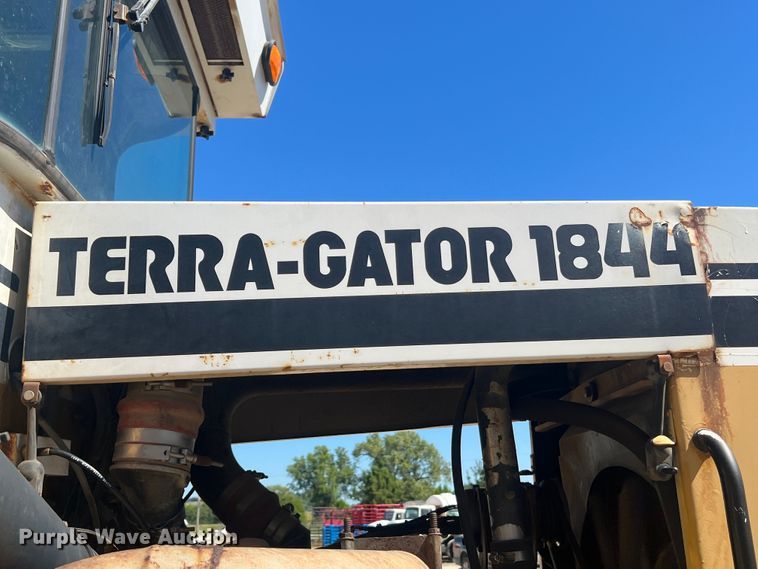 TERRA-GATOR 1844
Purple Wave Auction